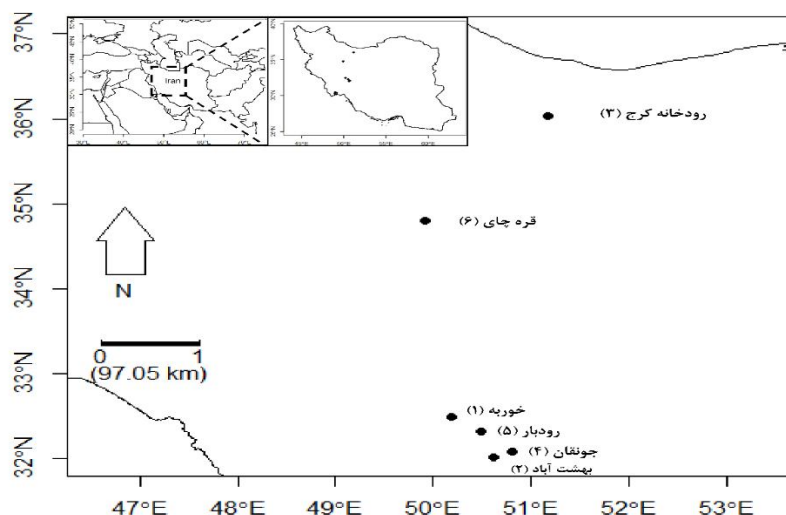 37°N
36°N
35°N
34°N
33°N
32°N
Iran
رودخانه کرج (۳)
قره چای (۶)
N
0 1
(97.05 km)
خوربه (۱)
رودبار (۵)
جونقان (۴)
بهشت آباد (۲)
47°E 48°E 49°E 50°E 51°E 52°E 53°E